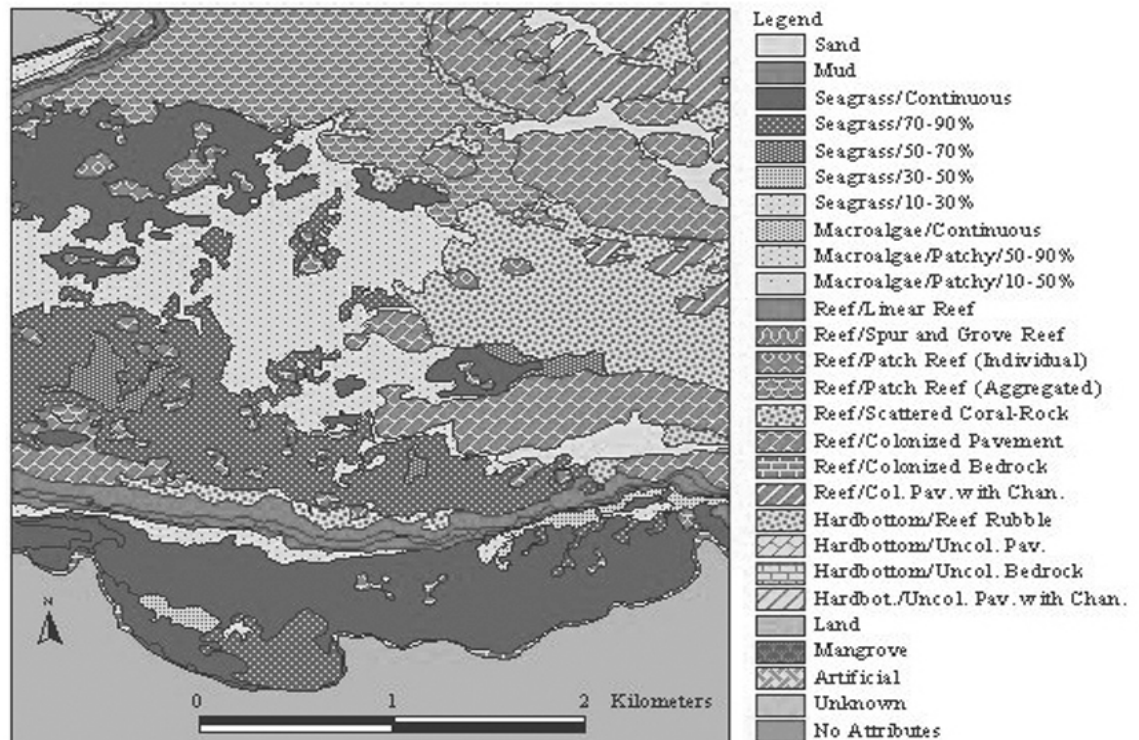 Legend
Sand
Mud
Seagrass/Continuous
Seagrass/70-90%
Seagrass/50-70%
Seagrass/30-50%
Seagrass/10-30%
Macroalgae/Continuous
Macroalgae/Patchy/50-90%
Macroalgae/Patchy/10-50%
Reef/Linear Reef
Reef/Spur and Grove Reef
Reef/Patch Reef (Individual)
Reef/Patch Reef (Aggregated)
Reef/Scattered Coral-Rock
Reef/Colonized Pavement
Reef/Colonized Bedrock
Reef/Col. Pav. with Chan.
Hardbottom/Reef Rubble
Hardbottom/Uncol. Pav.
Hardbottom/Uncol. Bedrock
Hardbot./Uncol. Pav. with Chan.
Land
Mangrove
Artificial
Unknown
No Attributes
N
0 1 2 Kilometers